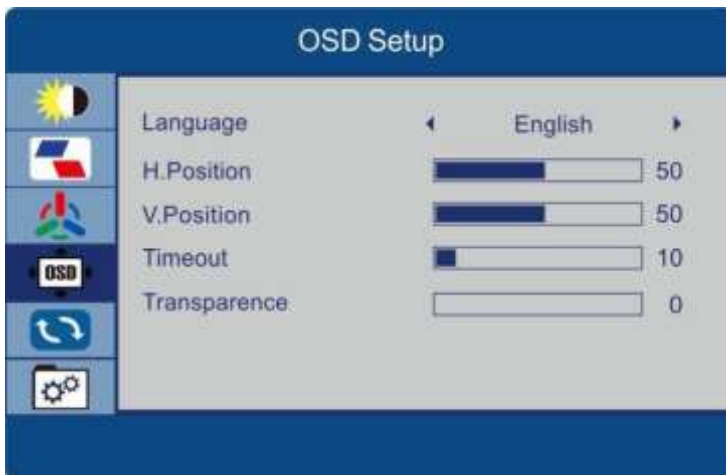 OSD Setup
Language English
H.Position 50
V.Position 50
Timeout 10
OSD
Transparence 0